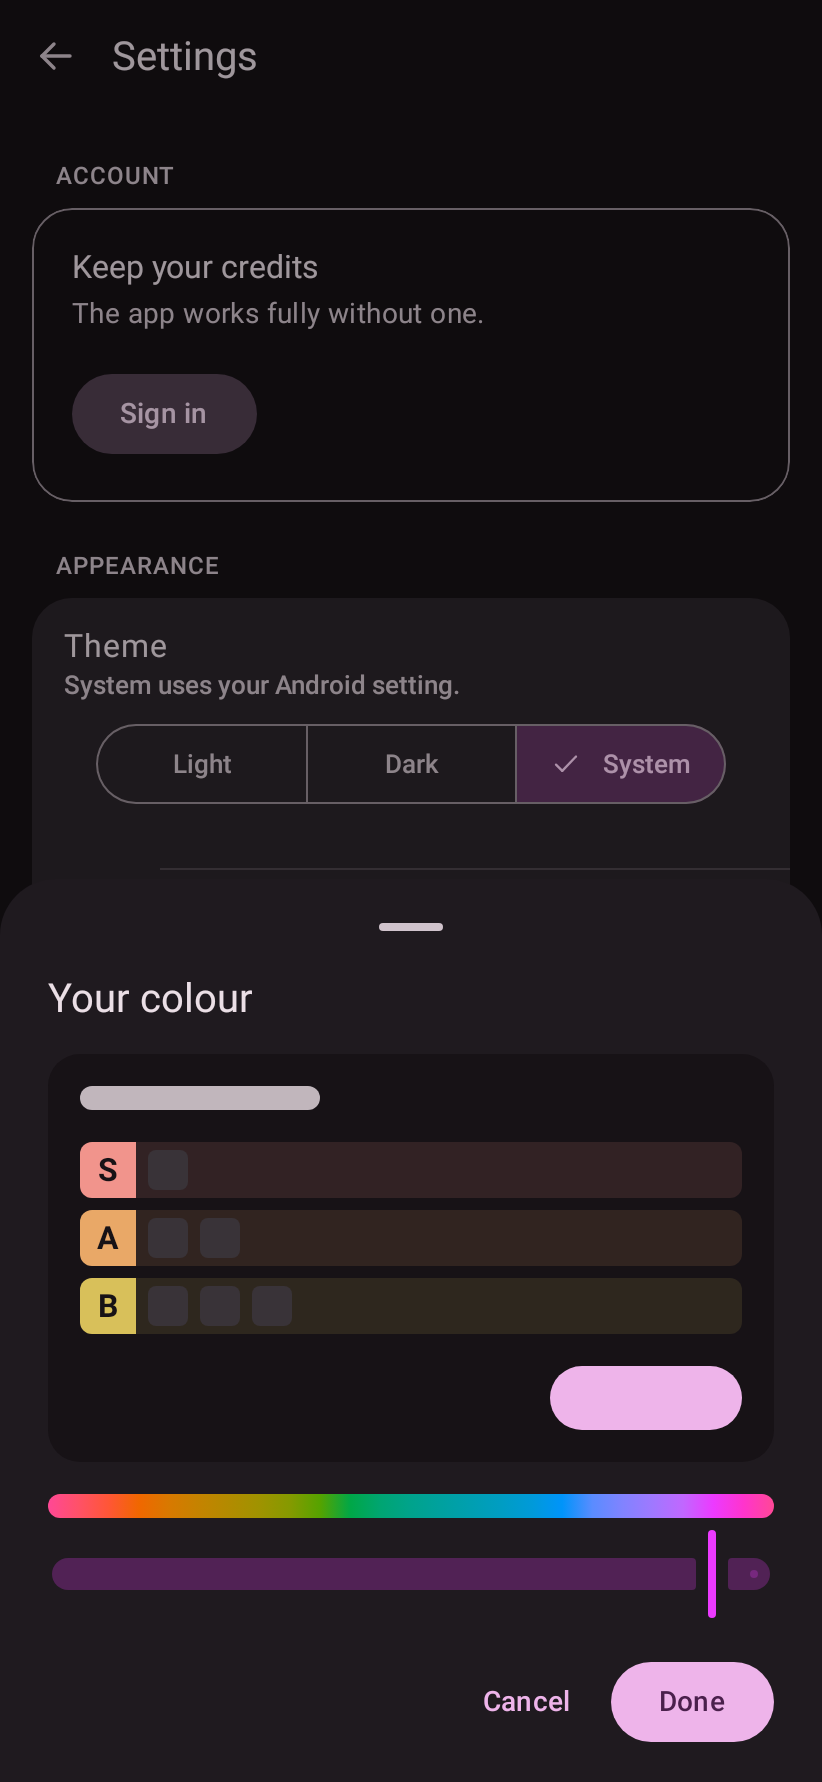 Settings
ACCOUNT
Keep your credits
The app works fully without one.
Sign in
APPEARANCE
Theme
System uses your Android setting.
Light Dark System
Your colour
S
A
B
Cancel Done